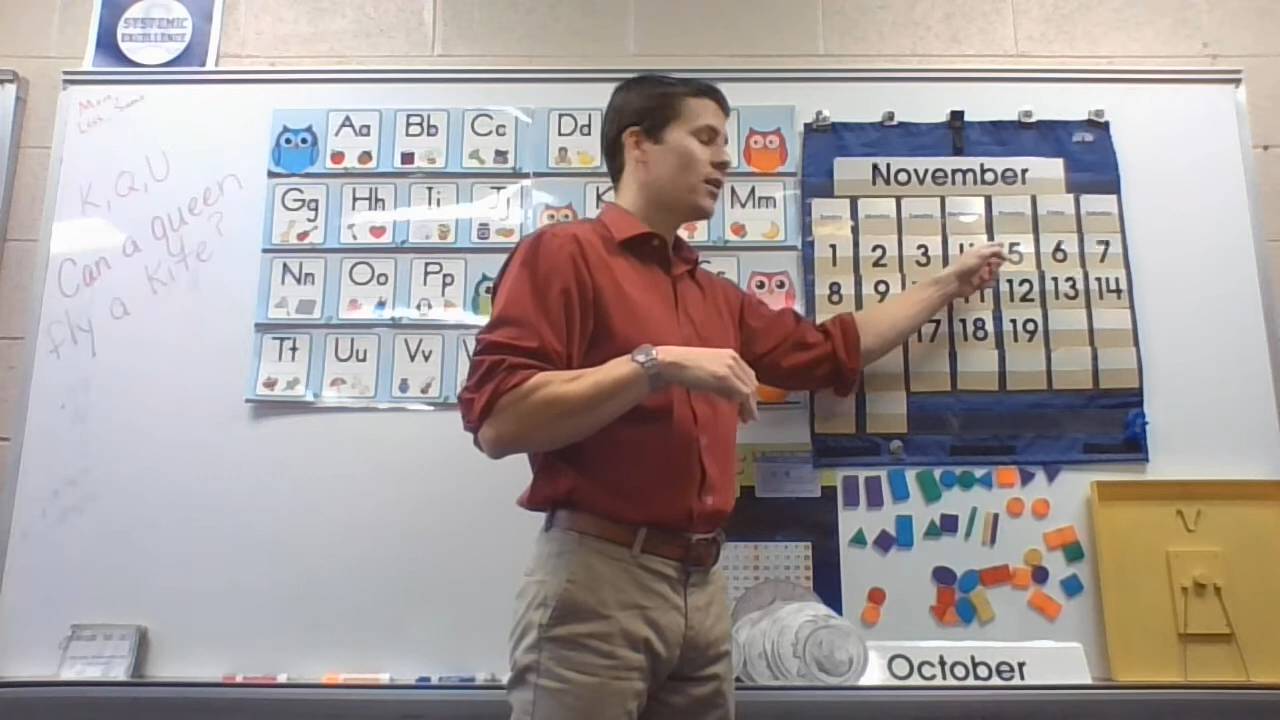 SYSTEMIC
More
Less Same
K, Q, U
Can a queen
fly a kite?
Aa Bb Cc Dd
Gg Hh Ii Jj K Mm
Nn Oo Pp
Tt Uu Vv
November
1 2 3 5 6 7
8 9 11 12 13 14
17 18 19
October